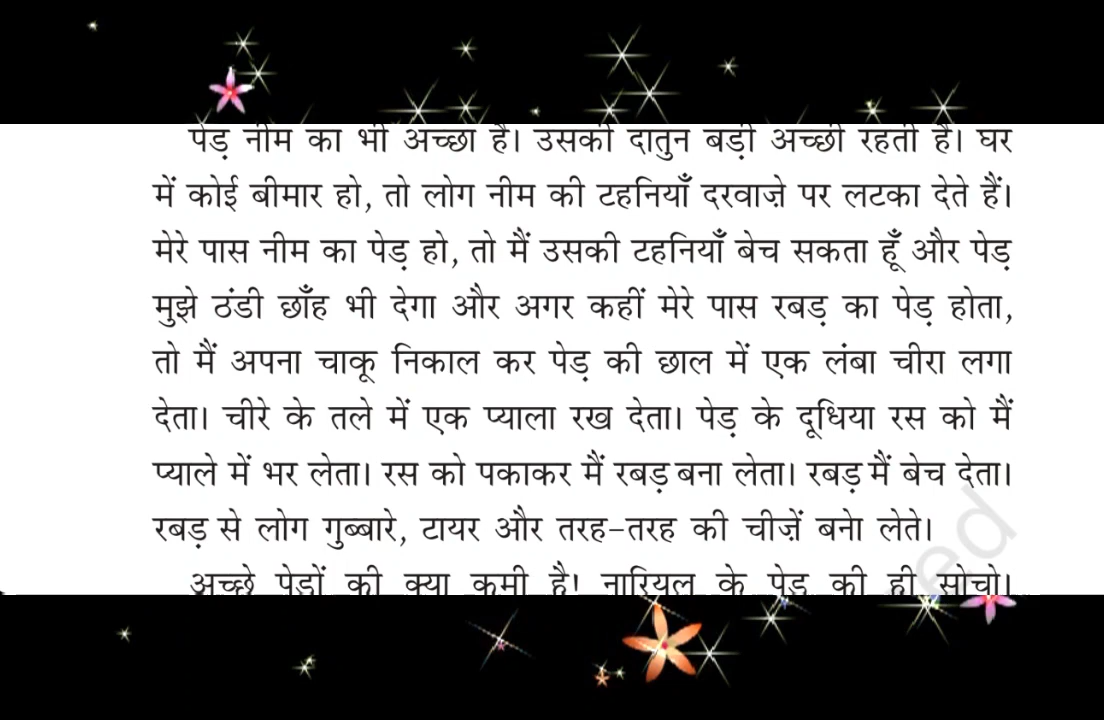 पेड़ नीम का भी अच्छा है। उसकी दातुन बड़ी अच्छी रहती है। घर
में कोई बीमार हो, तो लोग नीम की टहनियाँ दरवाज़े पर लटका देते हैं।
मेरे पास नीम का पेड़ हो, तो मैं उसकी टहनियाँ बेच सकता हूँ और पेड़
मुझे ठंडी छाँह भी देगा और अगर कहीं मेरे पास रबड़ का पेड़ होता,
तो मैं अपना चाकू निकाल कर पेड़ की छाल में एक लंबा चीरा लगा
देता। चीरे के तले में एक प्याला रख देता। पेड़ के दूधिया रस को मैं
प्याले में भर लेता। रस को पकाकर मैं रबड़ बना लेता। रबड़ मैं बेच देता।
रबड़ से लोग गुब्बारे, टायर और तरह-तरह की चीज़ें बनेा लेते।
अच्छे पेड़ों की क्या कमी है! नारियल के पेड़ की ही सोचो।
ed